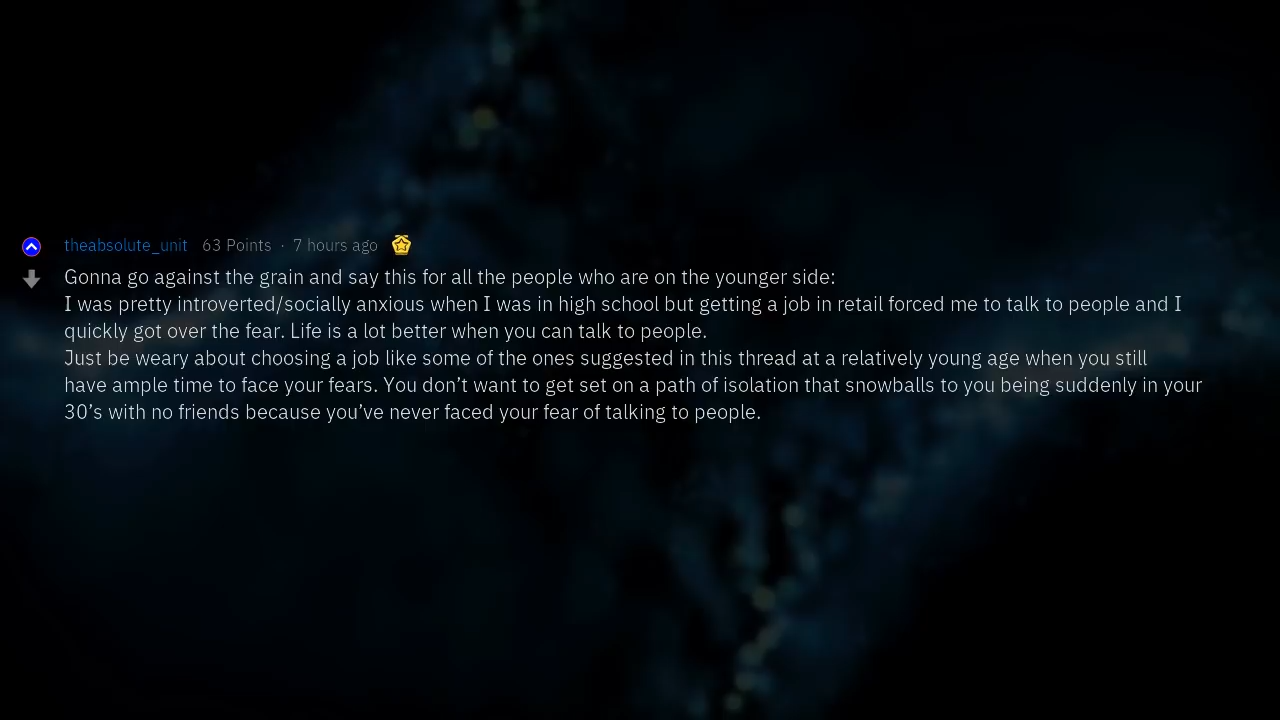 theabsolute_unit 63 Points · 7 hours ago
Gonna go against the grain and say this for all the people who are on the younger side:
I was pretty introverted/socially anxious when I was in high school but getting a job in retail forced me to talk to people and I
quickly got over the fear. Life is a lot better when you can talk to people.
Just be weary about choosing a job like some of the ones suggested in this thread at a relatively young age when you still
have ample time to face your fears. You don’t want to get set on a path of isolation that snowballs to you being suddenly in your
30’s with no friends because you’ve never faced your fear of talking to people.